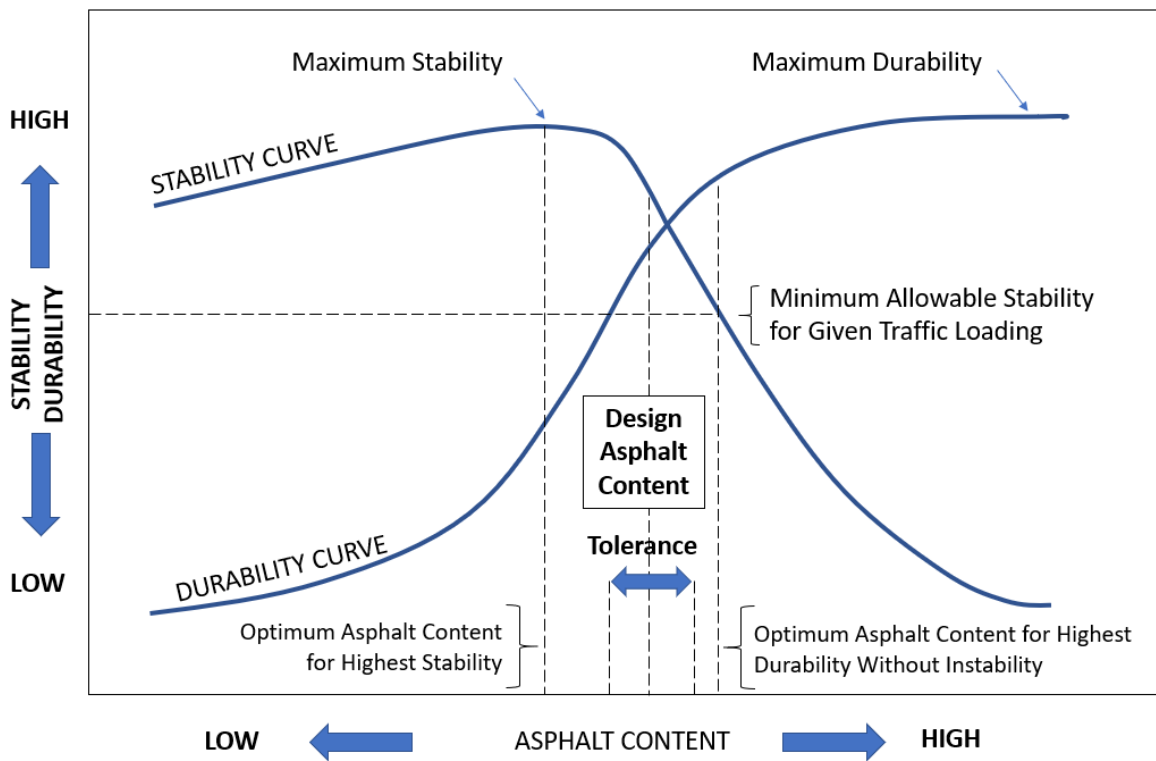 Maximum Stability
Maximum Durability
HIGH
STABILITY CURVE
STABILITY
DURABILITY
Minimum Allowable Stability
for Given Traffic Loading
Design
Asphalt
Content
Tolerance
DURABILITY CURVE
LOW
Optimum Asphalt Content
for Highest Stability
Optimum Asphalt Content for Highest
Durability Without Instability
LOW
ASPHALT CONTENT
HIGH